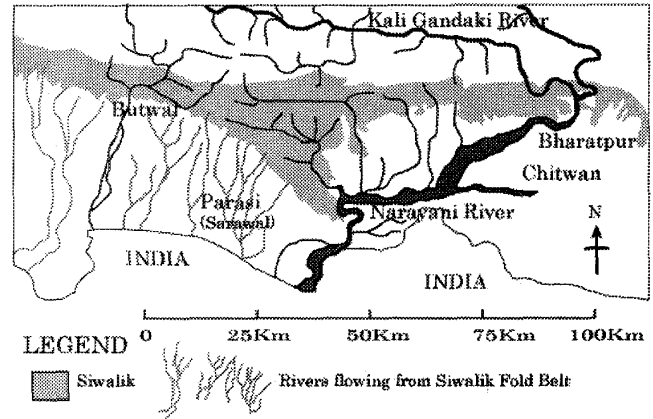 Kali Gandaki River
Butwal
Bharatpur
Chitwan
Parasi
(Sarawal)
Narayani River
N
INDIA
INDIA
0 25Km 50Km 75Km 100Km
LEGEND
Siwalik
Rivers flowing from Siwalik Fold Belt